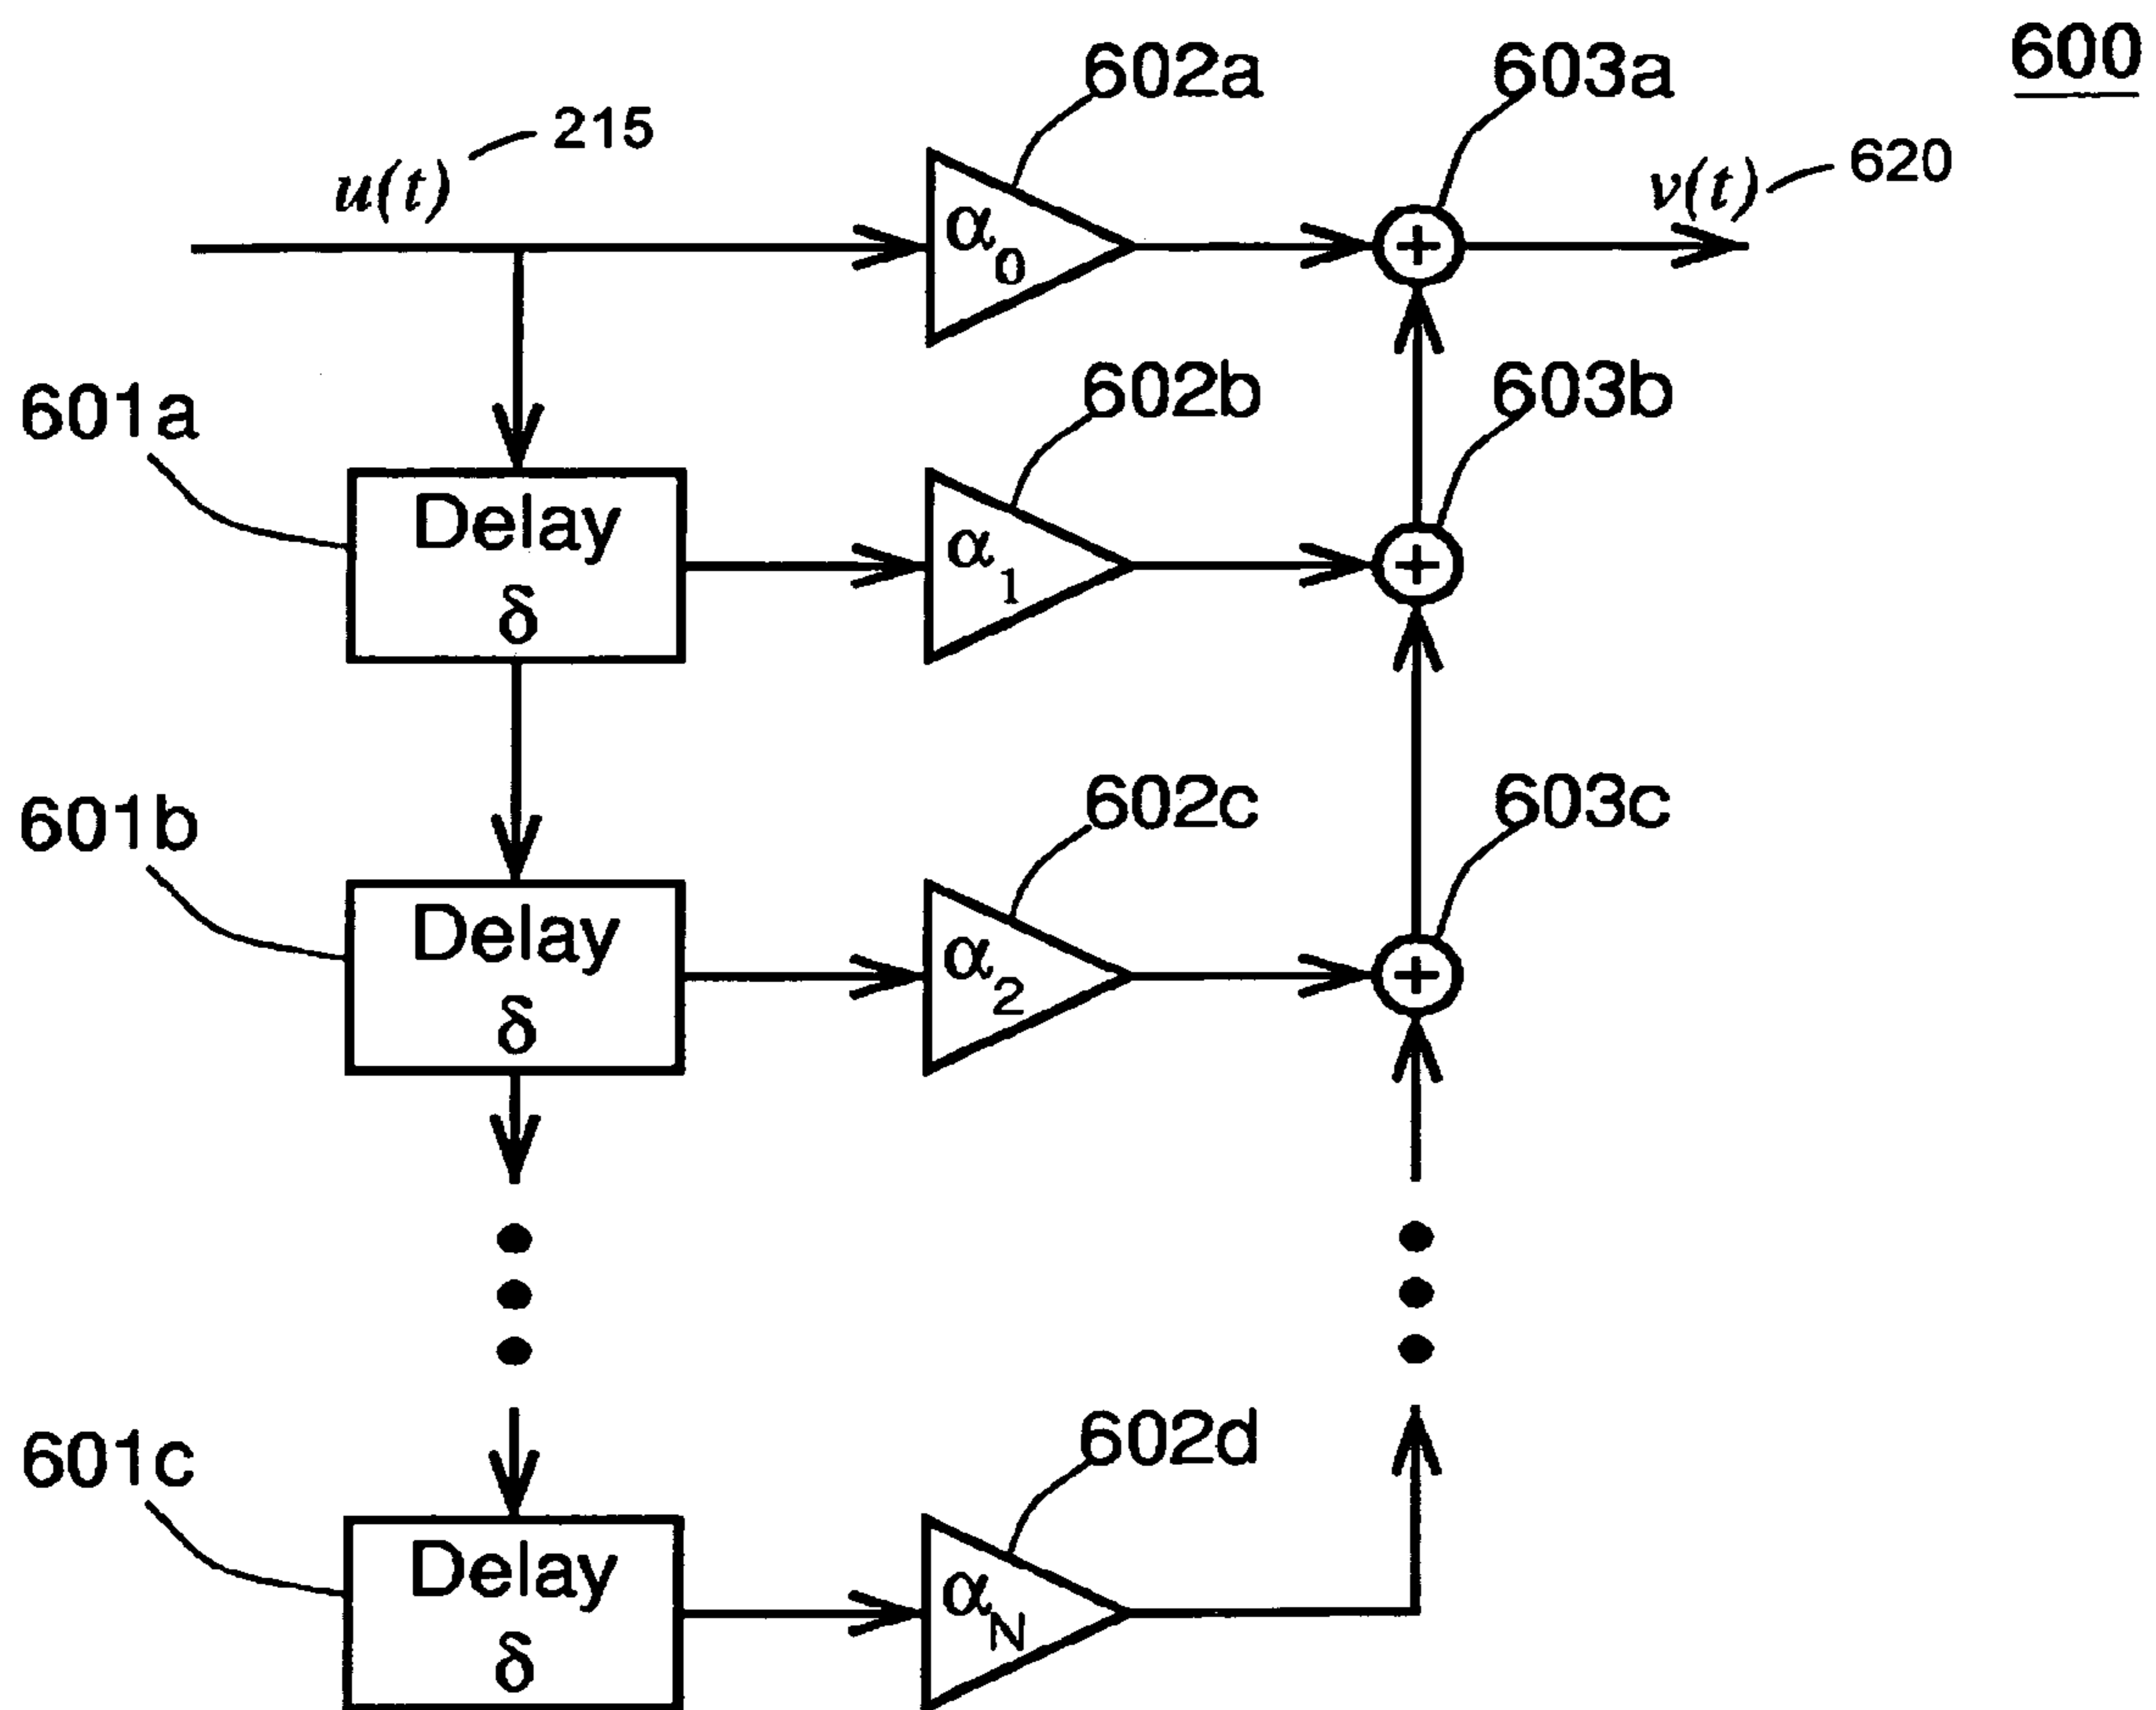 600
602a
603a
215
u(t)
v(t)
620
α0
601a
602b
603b
Delay
δ
α1
601b
602c
603c
Delay
δ
α2
601c
602d
Delay
δ
αN